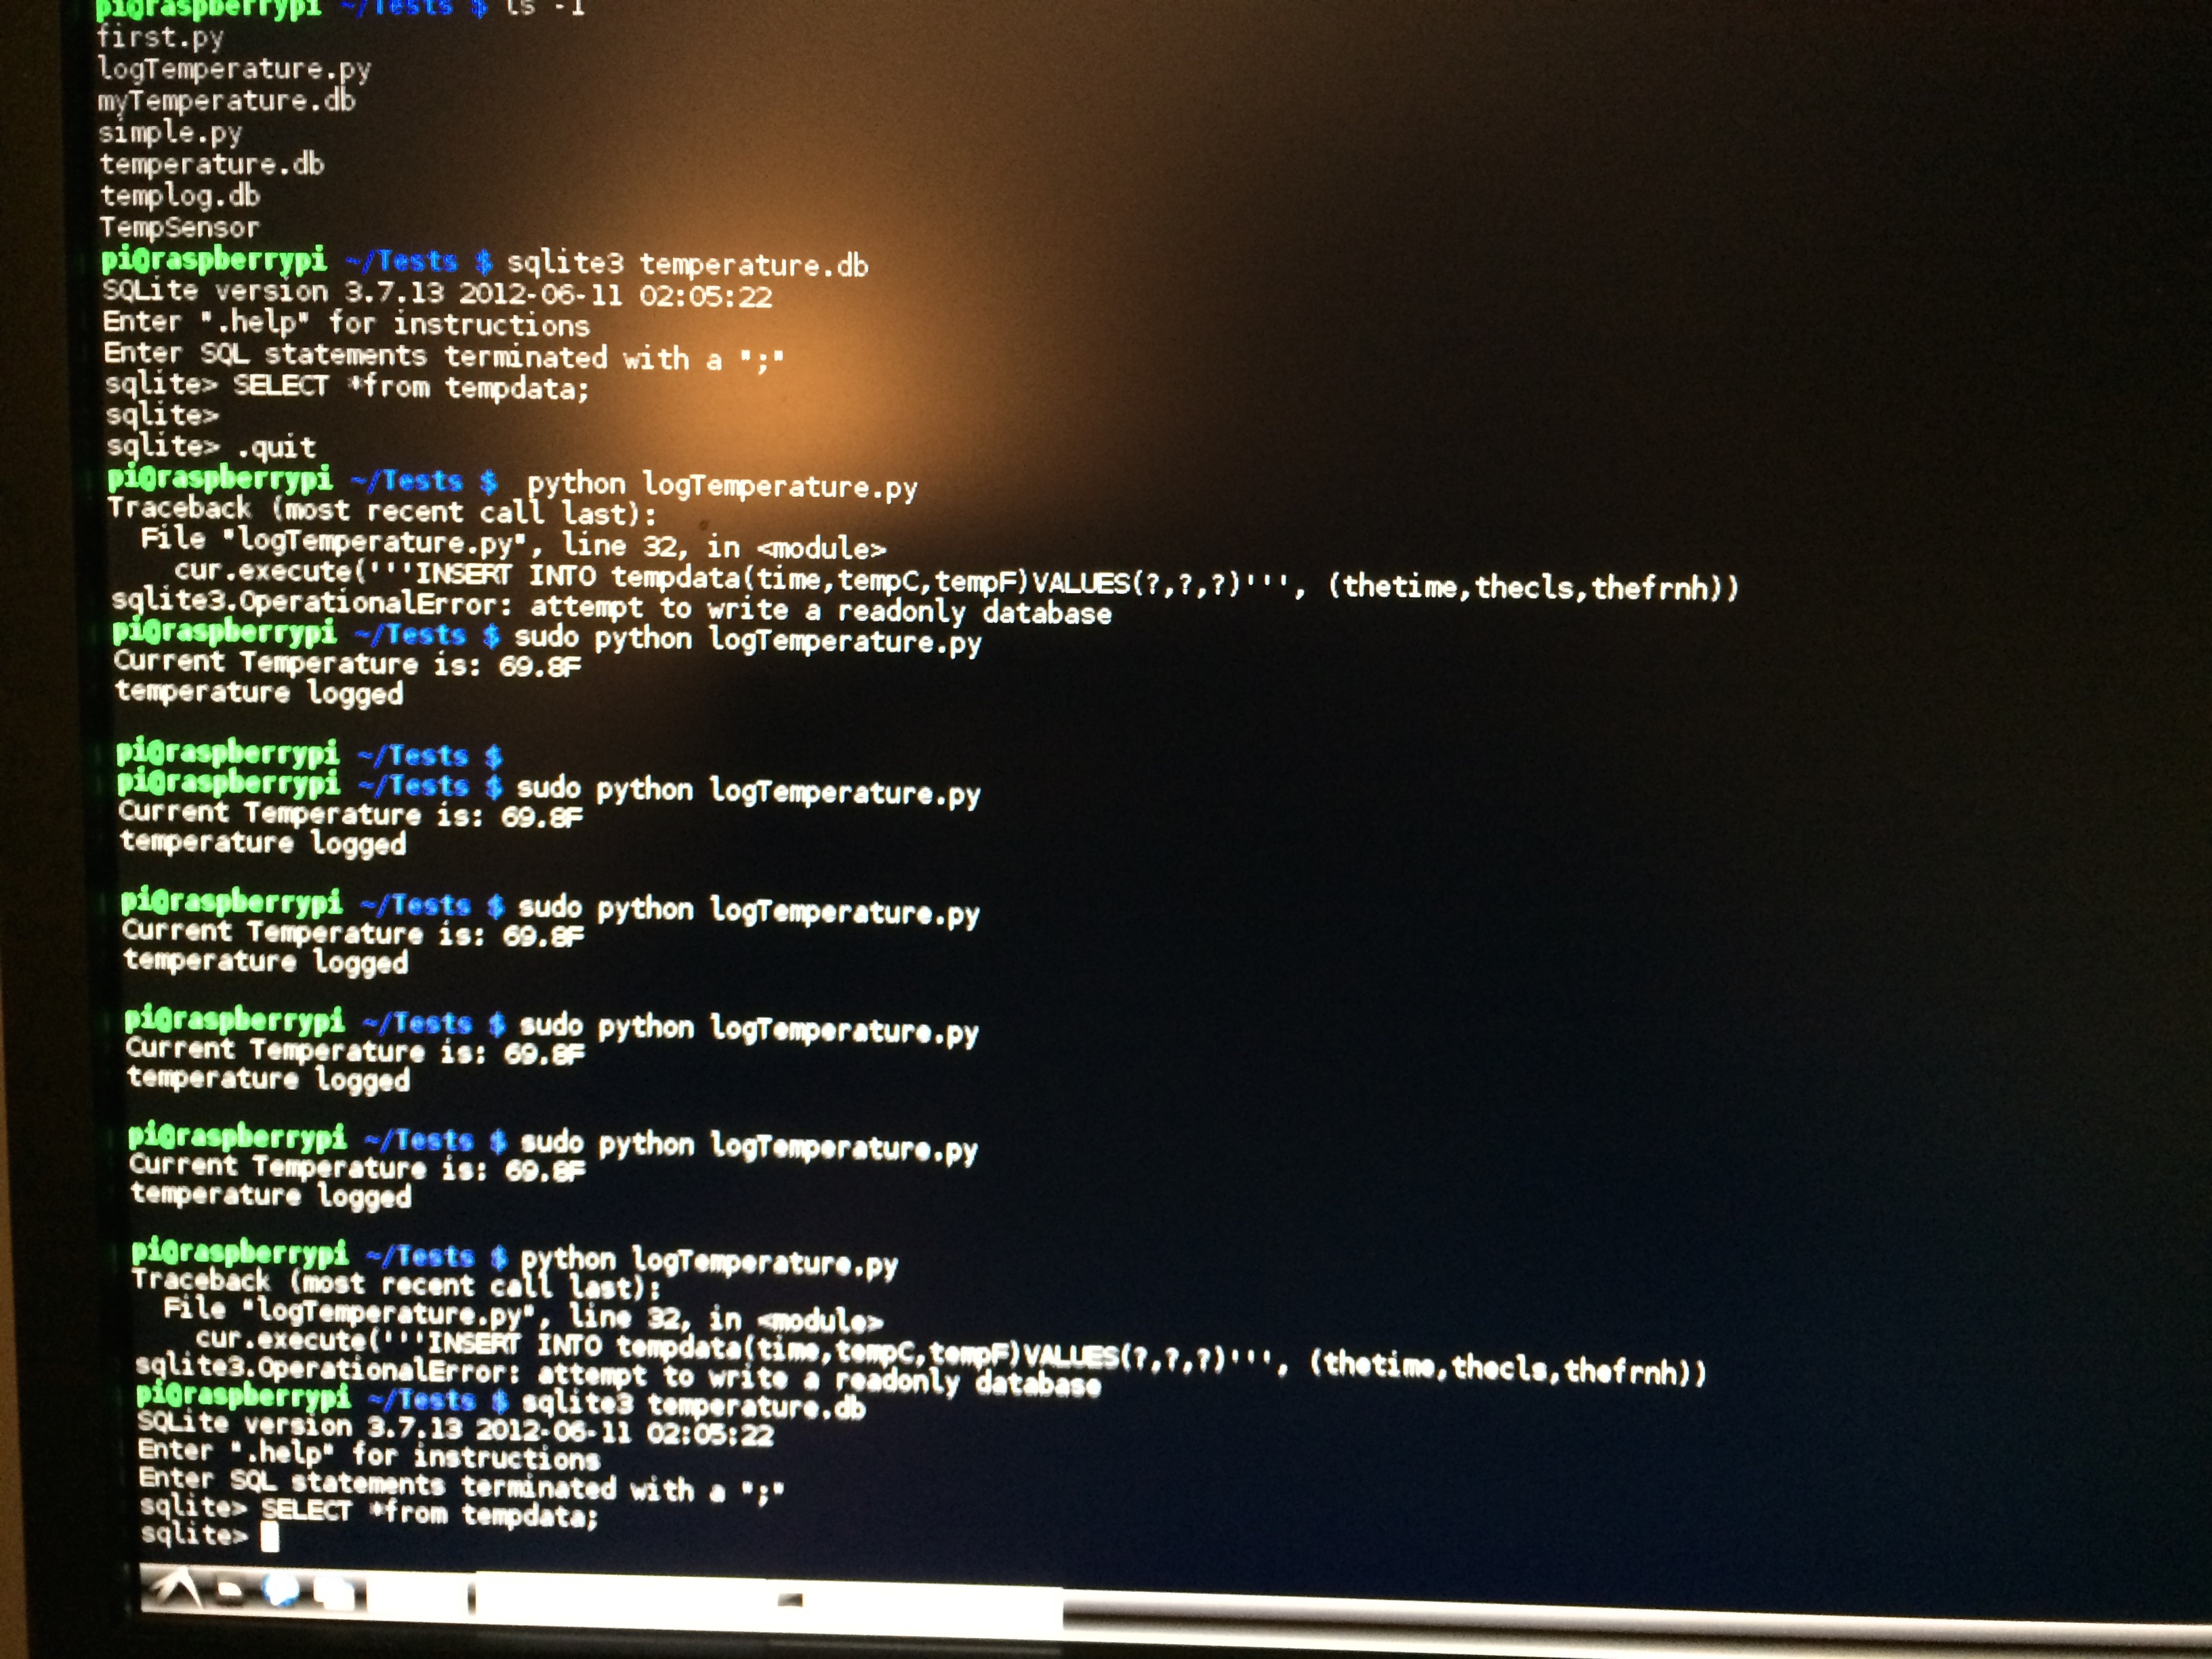 pi@raspberrypi ~/Tests $ ls -1
first.py
logTemperature.py
myTemperature.db
simple.py
temperature.db
templog.db
TempSensor
pi@raspberrypi ~/Tests $ sqlite3 temperature.db
SQLite version 3.7.13 2012-06-11 02:05:22
Enter ".help" for instructions
Enter SQL statements terminated with a ";"
sqlite> SELECT *from tempdata;
sqlite>
sqlite> .quit
pi@raspberrypi ~/Tests $  python logTemperature.py
Traceback (most recent call last):
  File "logTemperature.py", line 32, in <module>
    cur.execute('''INSERT INTO tempdata(time,tempC,tempF)VALUES(?,?,?)''', (thetime,thecls,thefrnh))
sqlite3.OperationalError: attempt to write a readonly database
pi@raspberrypi ~/Tests $ sudo python logTemperature.py
Current Temperature is: 69.8F
temperature logged
pi@raspberrypi ~/Tests $
pi@raspberrypi ~/Tests $ sudo python logTemperature.py
Current Temperature is: 69.8F
temperature logged
pi@raspberrypi ~/Tests $ sudo python logTemperature.py
Current Temperature is: 69.8F
temperature logged
pi@raspberrypi ~/Tests $ sudo python logTemperature.py
Current Temperature is: 69.8F
temperature logged
pi@raspberrypi ~/Tests $ sudo python logTemperature.py
Current Temperature is: 69.8F
temperature logged
pi@raspberrypi ~/Tests $ python logTemperature.py
Traceback (most recent call last):
  File "logTemperature.py", line 32, in <module>
    cur.execute('''INSERT INTO tempdata(time,tempC,tempF)VALUES(?,?,?)''', (thetime,thecls,thefrnh))
sqlite3.OperationalError: attempt to write a readonly database
pi@raspberrypi ~/Tests $ sqlite3 temperature.db
SQLite version 3.7.13 2012-06-11 02:05:22
Enter ".help" for instructions
Enter SQL statements terminated with a ";"
sqlite> SELECT *from tempdata;
sqlite>